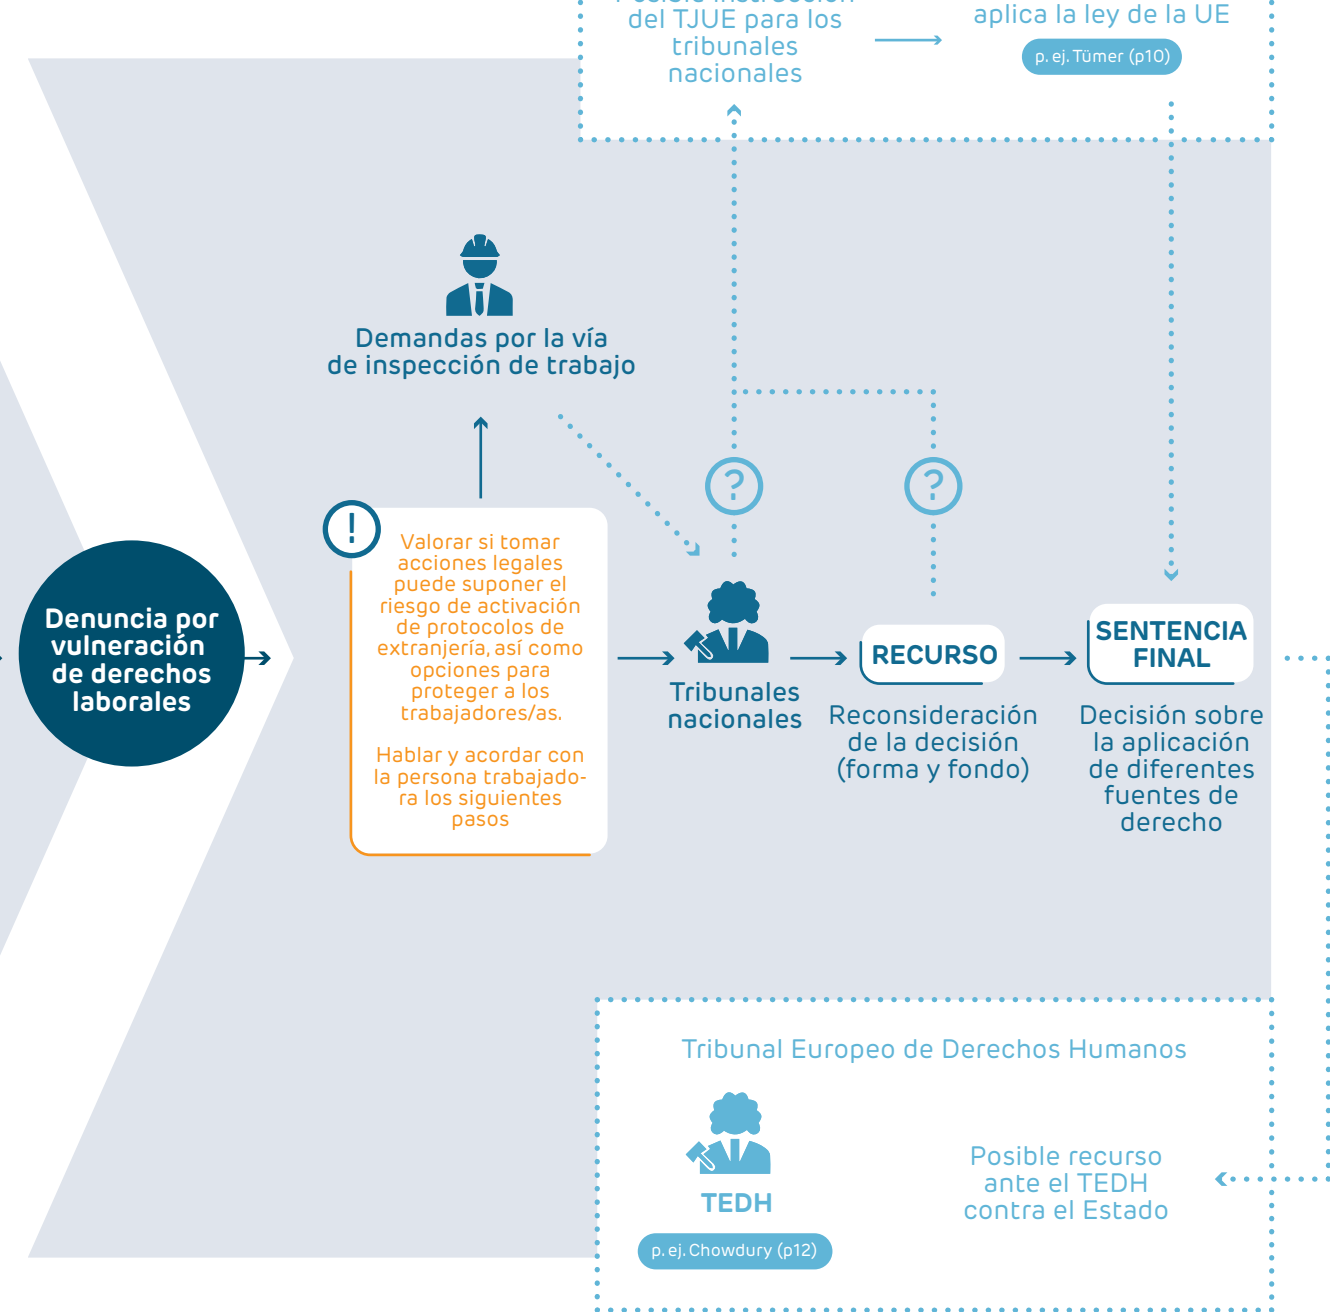 Posible instrucción
del TJUE para los
tribunales
nacionales
aplica la ley de la UE
p. ej. Tümer (p10)
Demandas por la vía
de inspección de trabajo
?
?
!
Valorar si tomar
acciones legales
puede suponer el
riesgo de activación
de protocolos de
extranjería, así como
opciones para
proteger a los
trabajadores/as.
Hablar y acordar con
la persona trabajado-
ra los siguientes
pasos
Denuncia por
vulneración
de derechos
laborales
Tribunales
nacionales
RECURSO
Reconsideración
de la decisión
(forma y fondo)
SENTENCIA
FINAL
Decisión sobre
la aplicación
de diferentes
fuentes de
derecho
Tribunal Europeo de Derechos Humanos
TEDH
p. ej. Chowdury (p12)
Posible recurso
ante el TEDH
contra el Estado